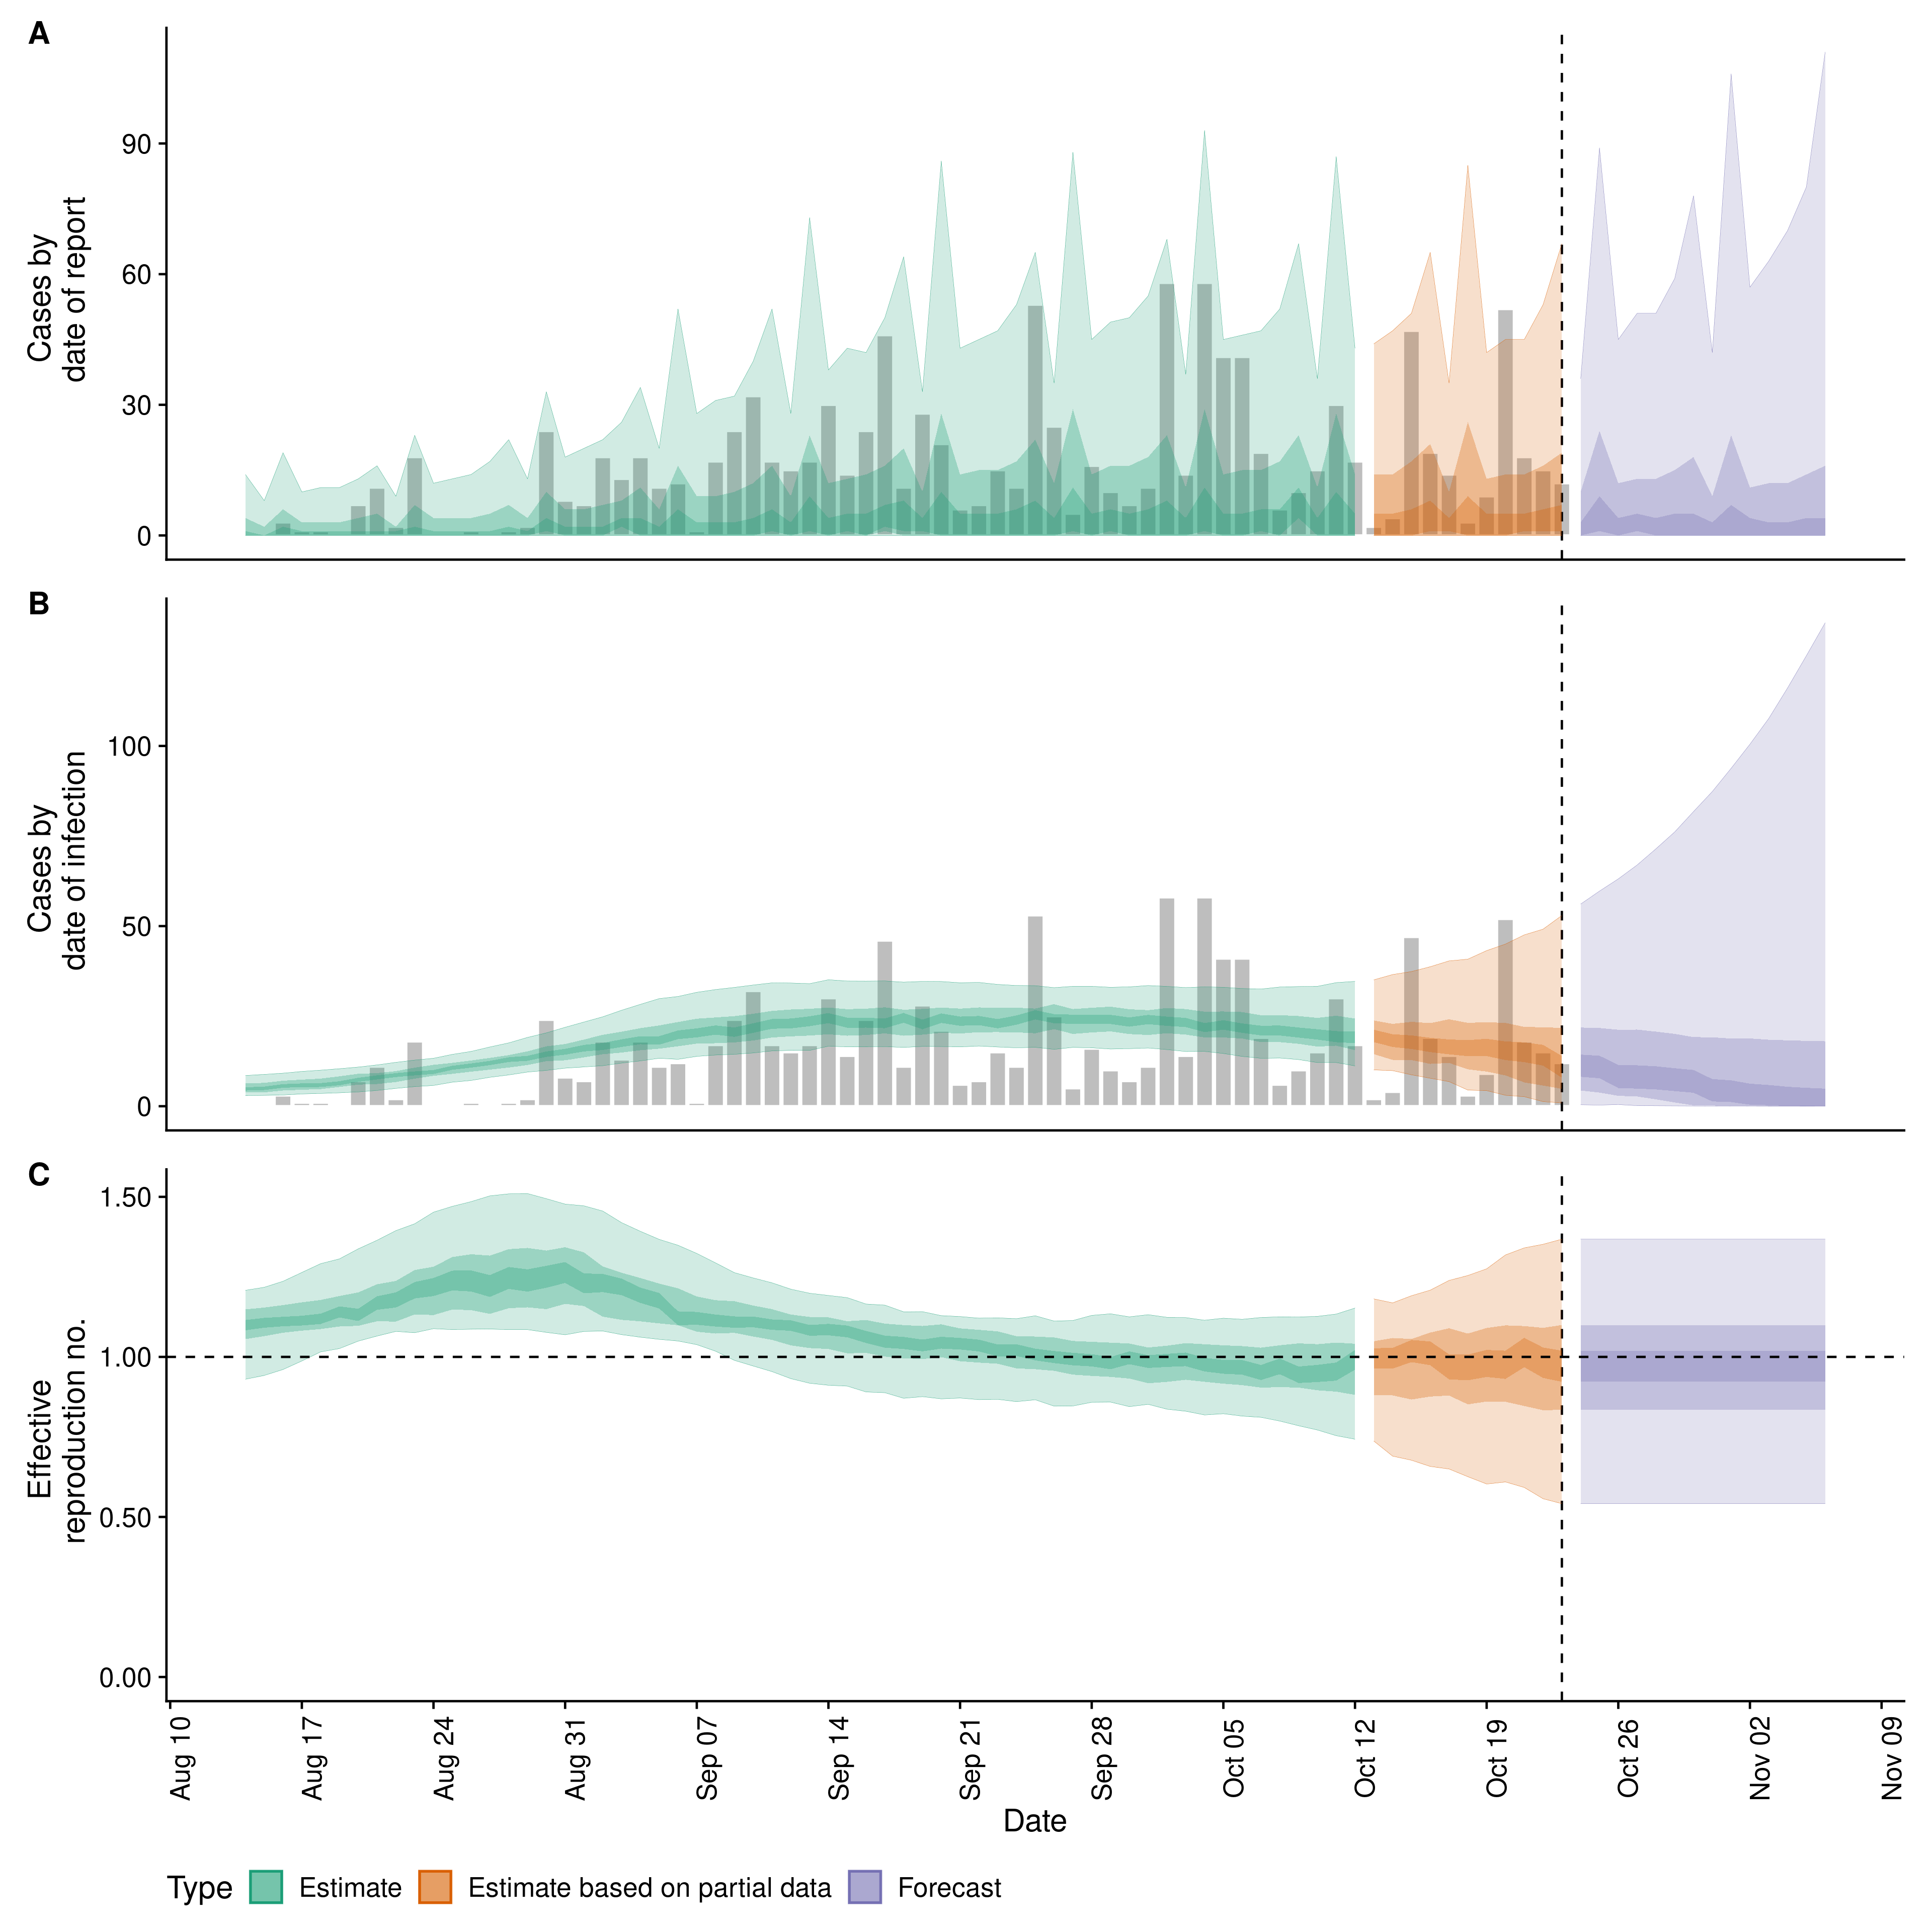 A
Cases by
date of report
90
60
30
0
B
Cases by
date of infection
100
50
0
C
Effective
reproduction no.
1.50
1.00
0.50
0.00
Aug 10
Aug 17
Aug 24
Aug 31
Sep 07
Sep 14
Sep 21
Sep 28
Oct 05
Oct 12
Oct 19
Oct 26
Nov 02
Nov 09
Date
Type Estimate Estimate based on partial data Forecast